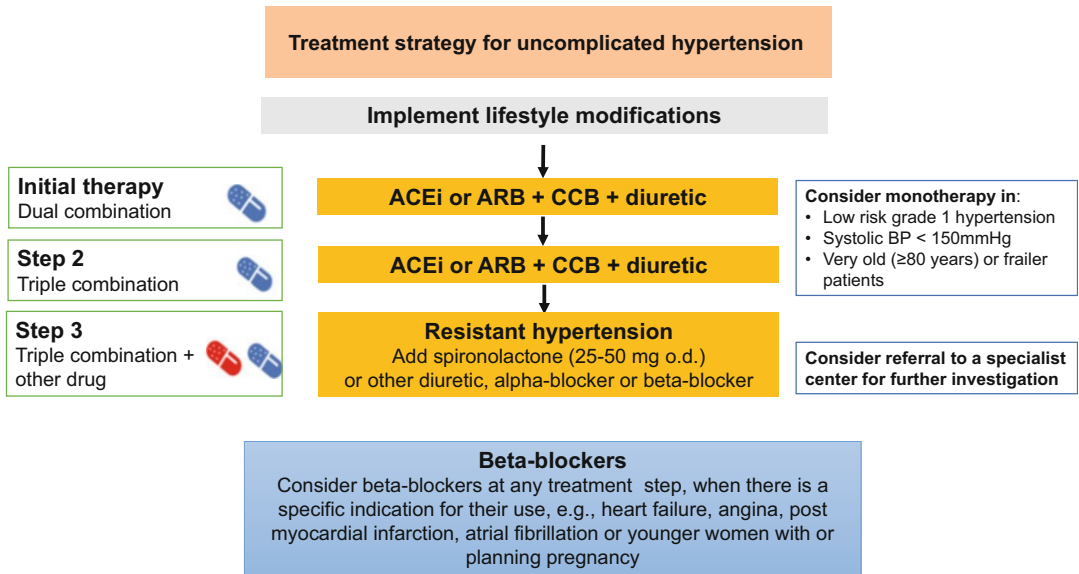 Treatment strategy for uncomplicated hypertension
Implement lifestyle modifications
Initial therapy
Dual combination
ACEi or ARB + CCB + diuretic
Consider monotherapy in:
• Low risk grade 1 hypertension
• Systolic BP < 150mmHg
• Very old (≥80 years) or frailer
patients
Step 2
Triple combination
ACEi or ARB + CCB + diuretic
Step 3
Triple combination +
other drug
Resistant hypertension
Add spironolactone (25-50 mg o.d.)
or other diuretic, alpha-blocker or beta-blocker
Consider referral to a specialist
center for further investigation
Beta-blockers
Consider beta-blockers at any treatment step, when there is a
specific indication for their use, e.g., heart failure, angina, post
myocardial infarction, atrial fibrillation or younger women with or
planning pregnancy